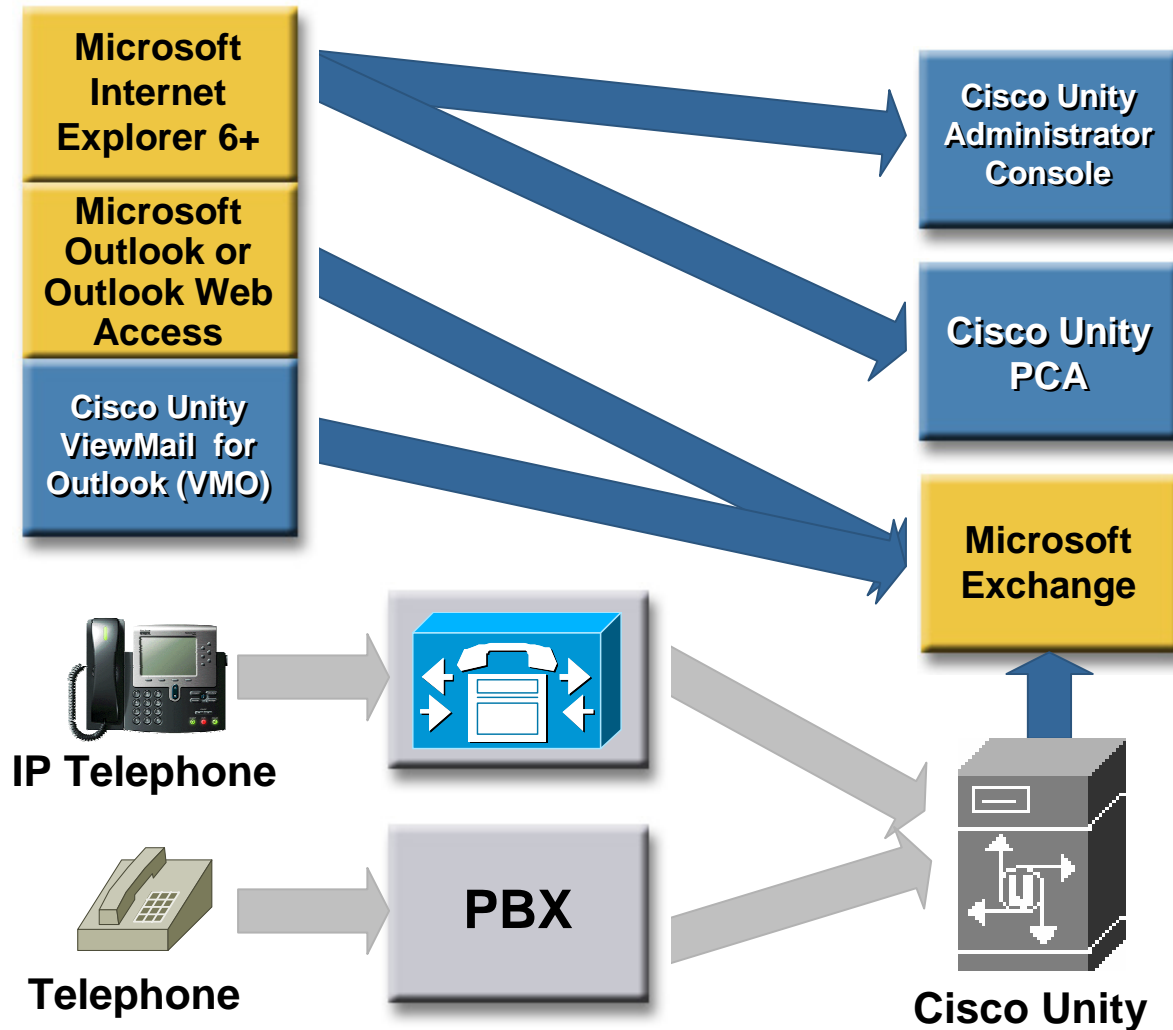 Microsoft
Internet
Explorer 6+
Microsoft
Outlook or
Outlook Web
Access
Cisco Unity
ViewMail for
Outlook (VMO)
Cisco Unity
Administrator
Console
Cisco Unity
PCA
Microsoft
Exchange
IP Telephone
PBX
Telephone
U
Cisco Unity